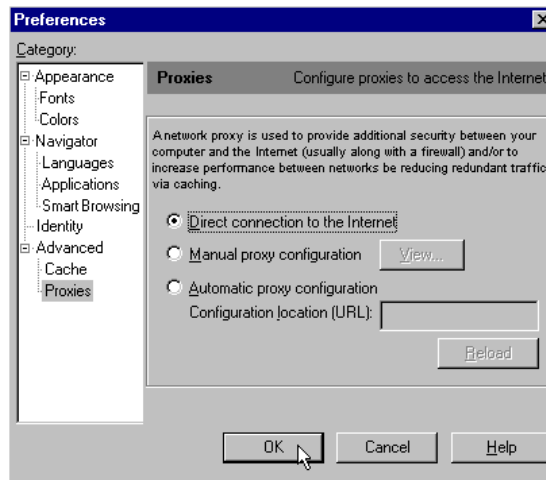 Preferences
Category:
Appearance
Fonts
Colors
Navigator
Languages
Applications
Smart Browsing
Identity
Advanced
Cache
Proxies
Proxies Configure proxies to access the Internet
A network proxy is used to provide additional security between your
computer and the Internet (usually along with a firewall) and/or to
increase performance between networks be reducing redundant traffic
via caching.
Direct connection to the Internet
Manual proxy configuration View...
Automatic proxy configuration
Configuration location (URL):
Reload
OK Cancel Help